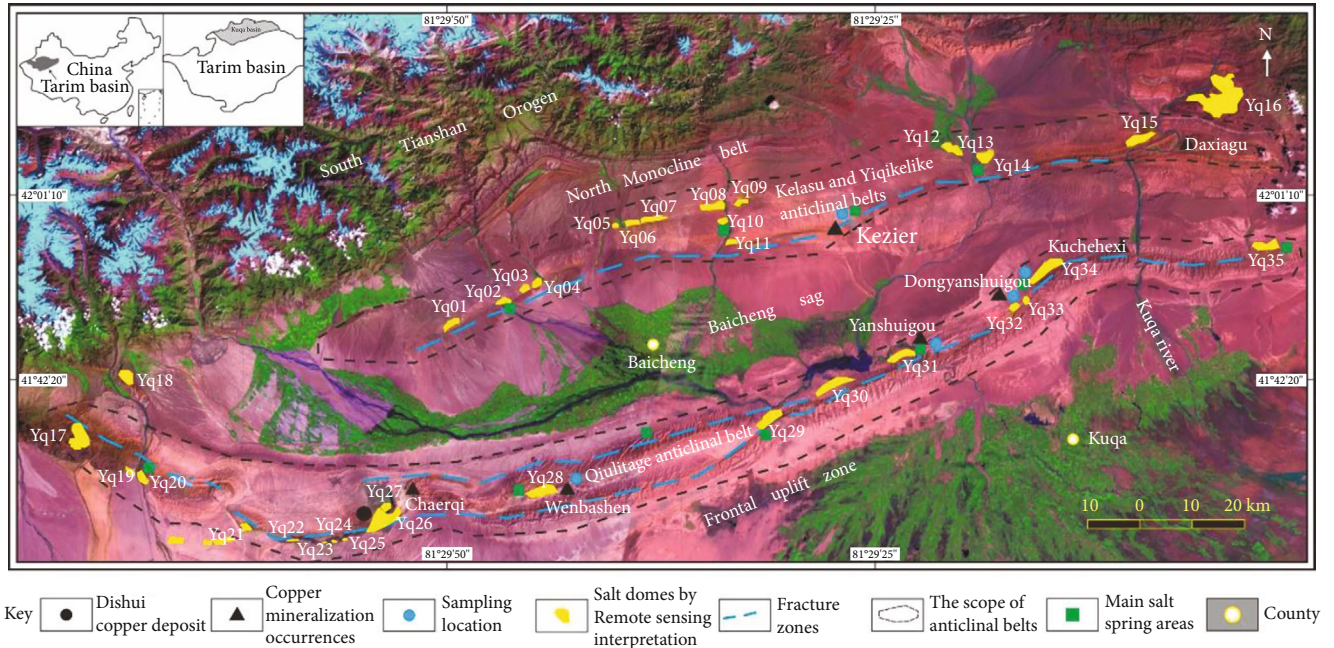 81°29'50"
81°29'25"
N
China
Tarim basin
Kuqa basin
Tarim basin
South Tianshan Orogen
North Monocline belt
Kelasu and Yiqikelike
anticlinal belts
Yq16
Yq15
Daxiagu
Yq12
Yq13
Yq14
42°01'10"
42°01'10"
Yq09
Yq08
Yq07
Yq05
Yq06
Yq10
Yq11
Kezier
Kuchehexi
Yq35
Yq34
Yq03
Yq02
Yq04
Yq01
Dongyanshuigou
Yq33
Yq32
Baicheng sag
Yanshuigou
Yq31
Kuqa river
Baicheng
41°42'20"
41°42'20"
Yq18
Yq30
Yq17
Yq29
Kuqa
Yq19
Yq20
Qiulitage anticlinal belt
Yq28
Wenbashen
Frontal uplift zone
Yq27
Chaerqi
Yq26
Yq21
Yq22
Yq24
Yq23
Yq25
10 0 10 20 km
81°29'50"
81°29'25"
Key
Dishui
copper deposit
Copper
mineralization
occurrences
Sampling
location
Salt domes by
Remote sensing
interpretation
Fracture
zones
The scope of
anticlinal belts
Main salt
spring areas
County